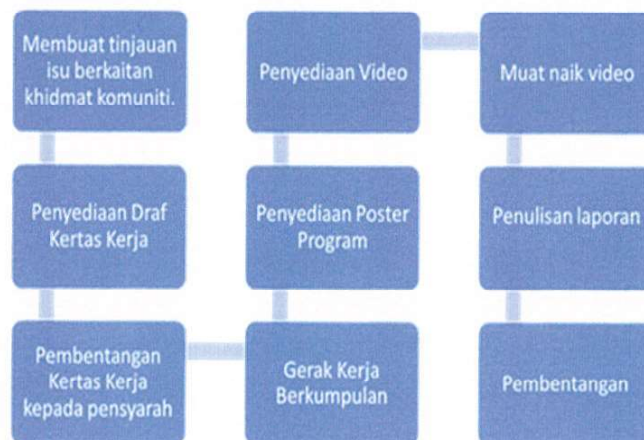 Membuat tinjauan
isu berkaitan
khidmat komuniti.
Penyediaan Draf
Kertas Kerja
Pembentangan
Kertas Kerja
kepada pensyarah
Gerak Kerja
Berkumpulan
Penyediaan Poster
Program
Penyediaan Video
Muat naik video
Penulisan laporan
Pembentangan